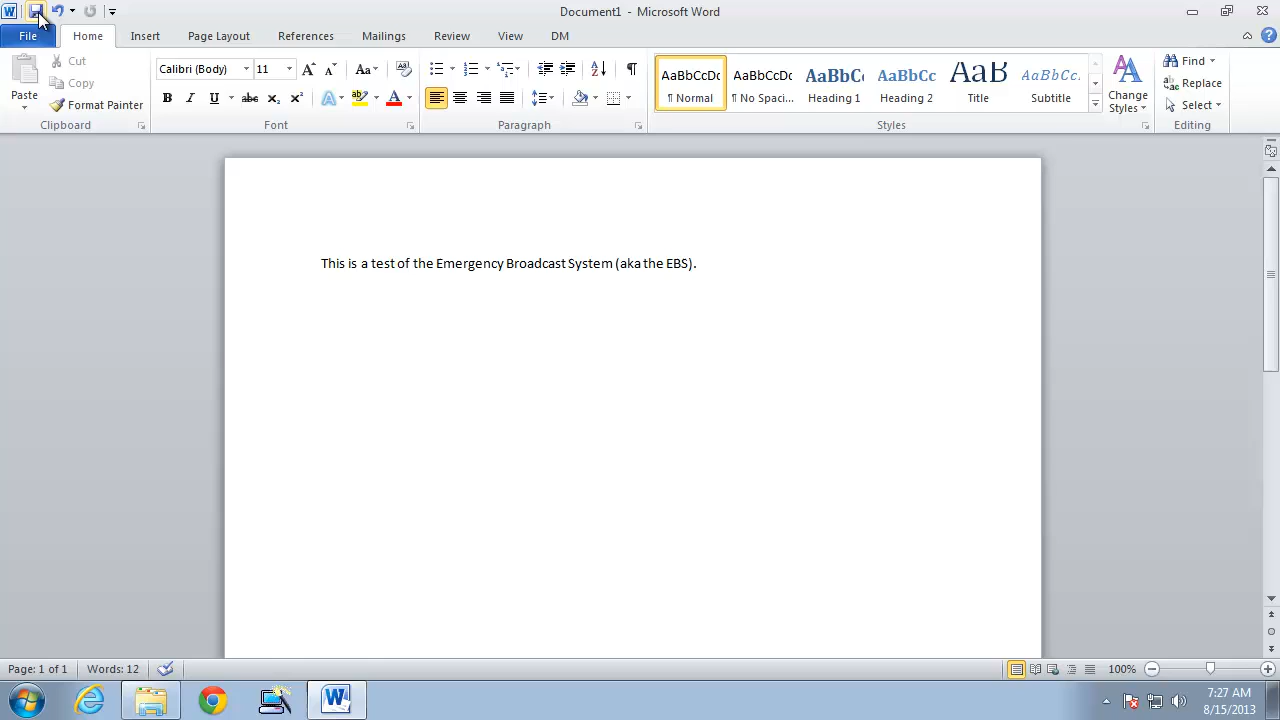 Document1 - Microsoft Word
File Home Insert Page Layout References Mailings Review View DM
Paste
Cut
Copy
Format Painter
Clipboard
Calibri (Body) 11
Font
Paragraph
AaBbCcDc AaBbCcDc AaBbCc AaBbCc AaB AaBbCc.
¶ Normal ¶ No Spaci... Heading 1 Heading 2 Title Subtitle
Change Styles
Styles
Find
Replace
Select
Editing
This is a test of the Emergency Broadcast System (aka the EBS).
Page: 1 of 1 Words: 12 100%
7:27 AM
8/15/2013